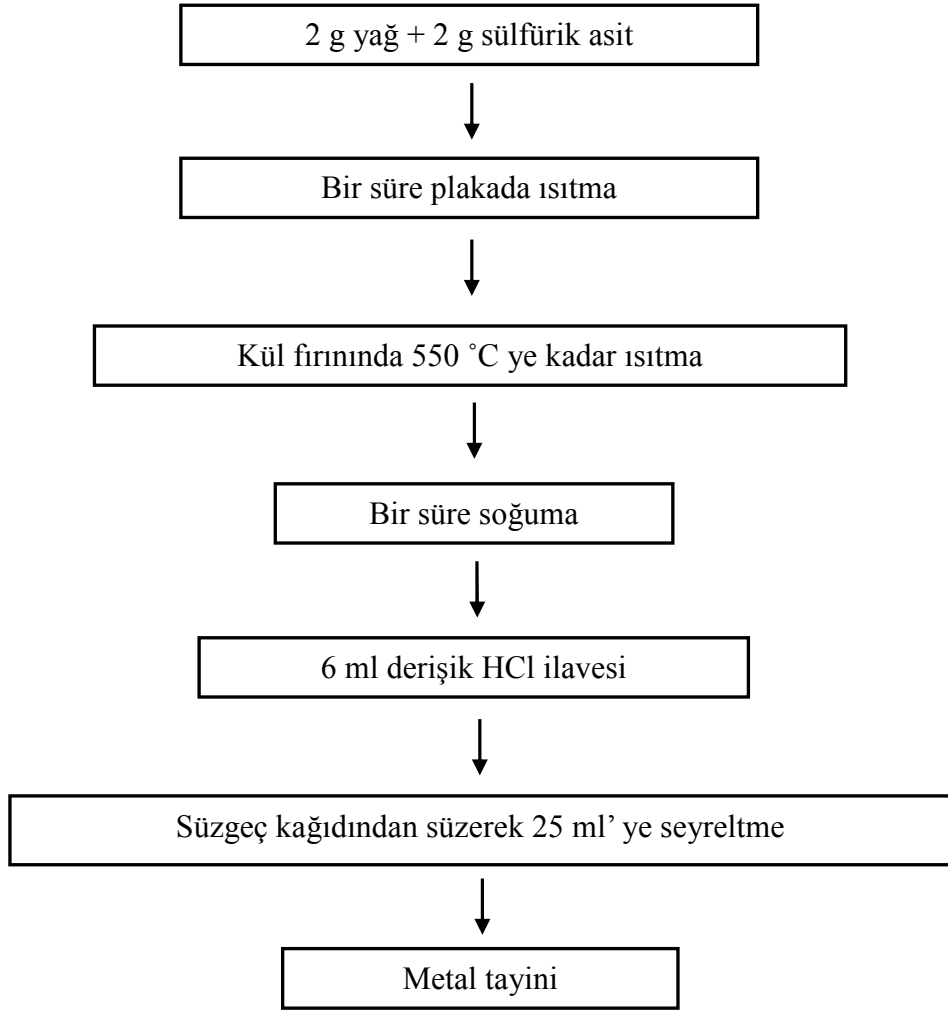 2 g yağ + 2 g sülfürik asit
Bir süre plakada ısıtma
Kül fırınında 550 ˚C ye kadar ısıtma
Bir süre soğuma
6 ml derişik HCl ilavesi
Süzgeç kağıdından süzerek 25 ml’ ye seyreltme
Metal tayini